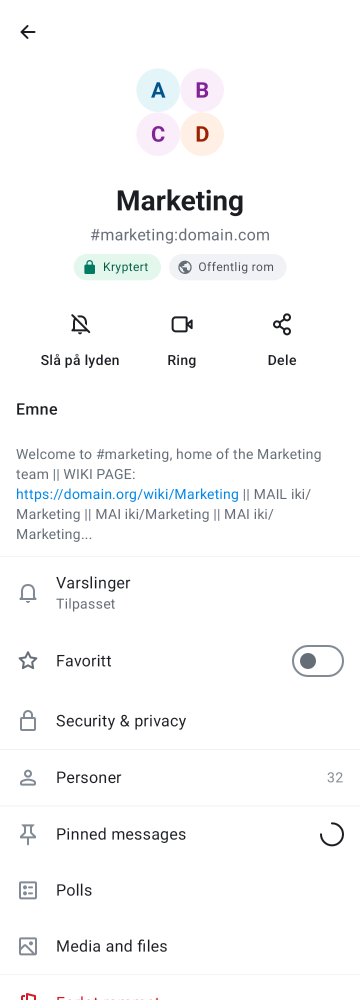 A B
C D
Marketing
#marketing:domain.com
Kryptert Offentlig rom
Slå på lyden Ring Dele
Emne
Welcome to #marketing, home of the Marketing
team || WIKI PAGE:
https://domain.org/wiki/Marketing || MAIL iki/
Marketing || MAI iki/Marketing || MAI iki/
Marketing...
Varslinger
Tilpasset
Favoritt
Security & privacy
Personer 32
Pinned messages
Polls
Media and files